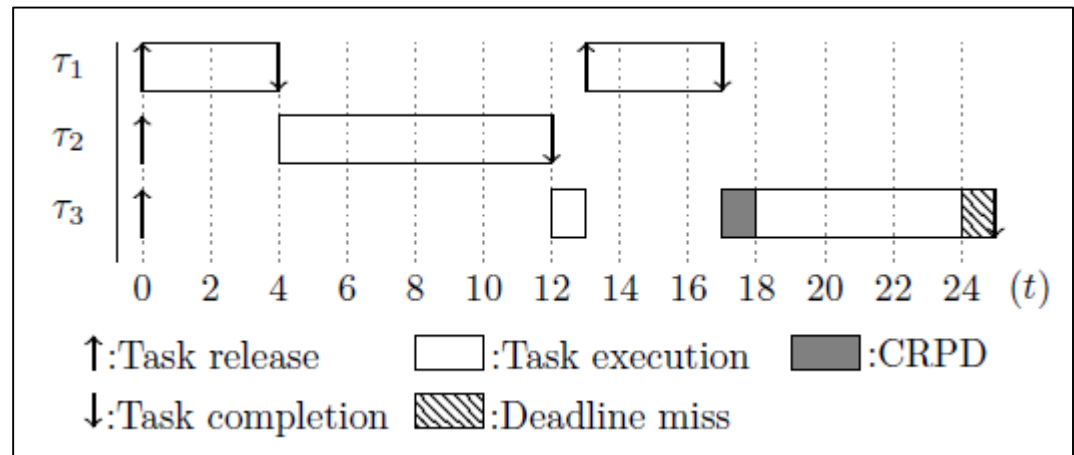 τ₁
τ₂
τ₃
0 2 4 6 8 10 12 14 16 18 20 22 24 (t)
↑:Task release :Task execution :CRPD
↓:Task completion :Deadline miss